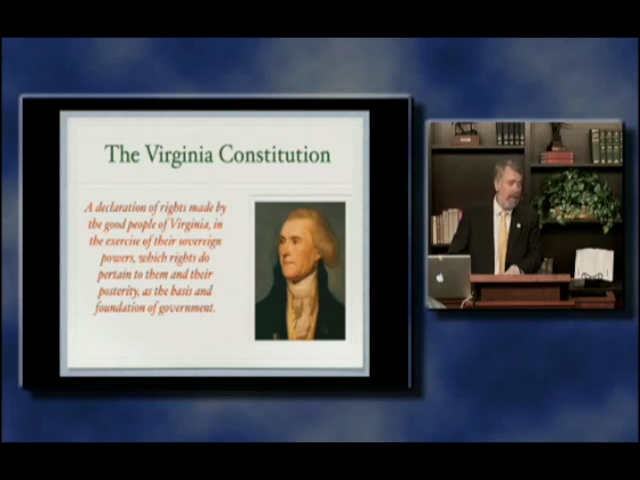 The Virginia Constitution
A declaration of rights made by
the good people of Virginia, in
the exercise of their sovereign
powers, which rights do
pertain to them and their
posterity, as the basis and
foundation of government.